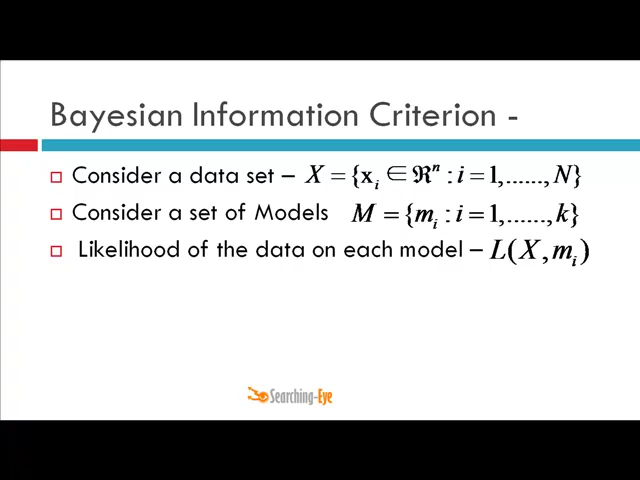 Bayesian Information Criterion -
Consider a data set – X = {x_i ∈ ℜ^n : i = 1,......, N}
Consider a set of Models M = {m_i : i = 1,......, k}
Likelihood of the data on each model – L(X, m_i)
Searching-Eye